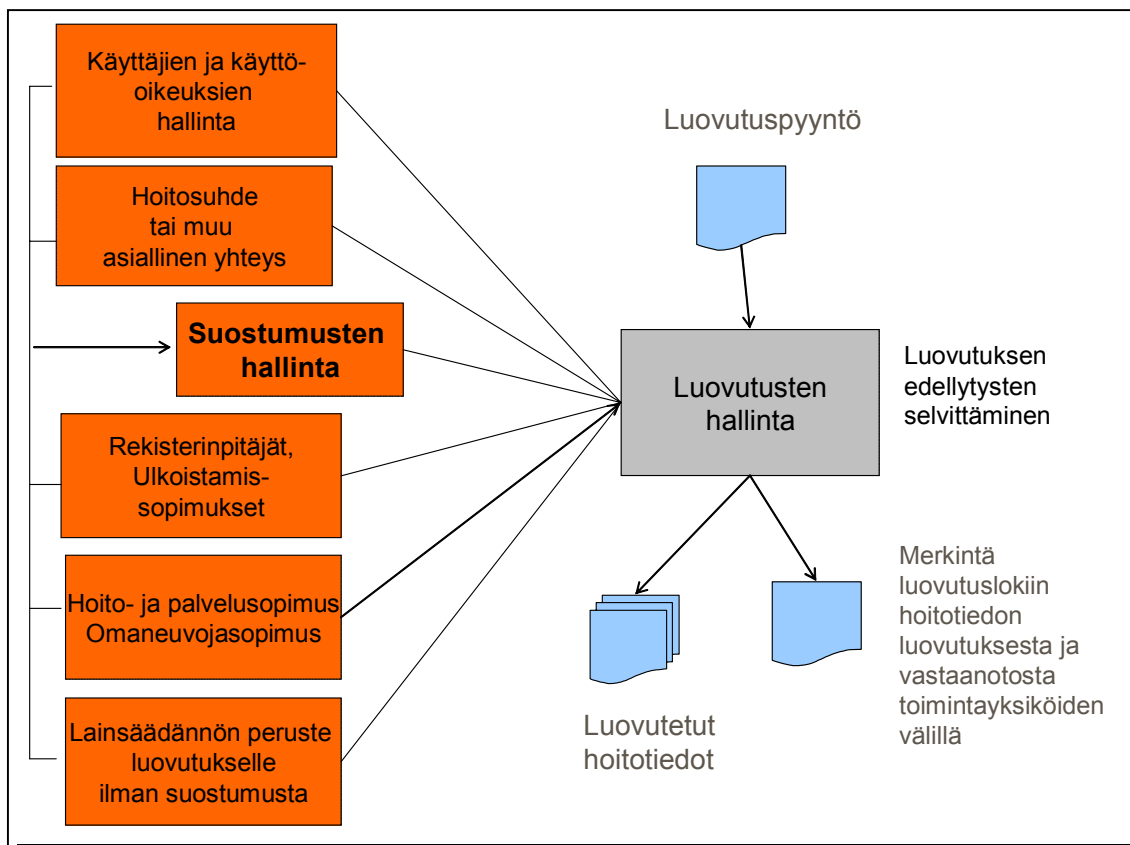 Käyttäjien ja käyttö-
oikeuksien
hallinta
Hoitosuhde
tai muu
asiallinen yhteys
Suostumusten
hallinta
Rekisterinpitäjät,
Ulkoistamis-
sopimukset
Hoito- ja palvelusopimus
Omaneuvojasopimus
Lainsäädännön peruste
luovutukselle
ilman suostumusta
Luovutuspyyntö
Luovutusten
hallinta
Luovutuksen
edellytysten
selvittäminen
Luovutetut
hoitotiedot
Merkintä
luovutuslokiin
hoitotiedon
luovutuksesta ja
vastaanotosta
toimintayksiköiden
välillä